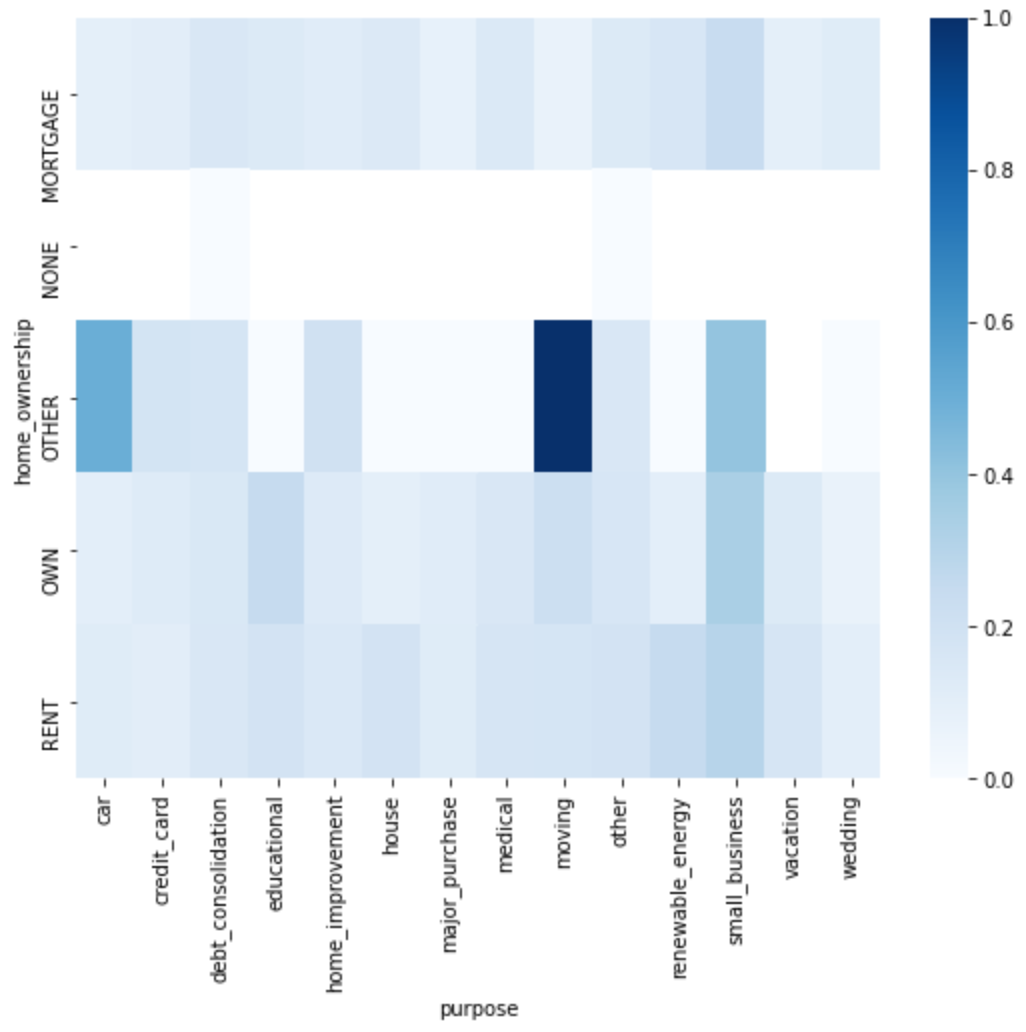 home_ownership
MORTGAGE
NONE
OTHER
OWN
RENT
car
credit_card
debt_consolidation
educational
home_improvement
house
major_purchase
medical
moving
other
renewable_energy
small_business
vacation
wedding
purpose
1.0
0.8
0.6
0.4
0.2
0.0